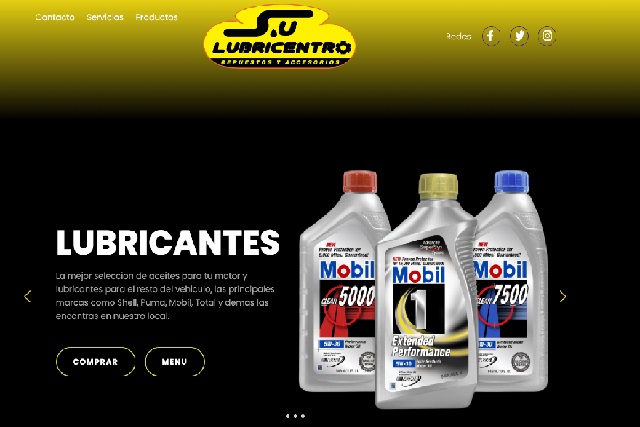 Contacto Servicios Productos
S.U
LUBRICENTRO
REPUESTOS Y ACCESORIOS
Redes
LUBRICANTES
La mejor seleccion de aceites para tu motor y
lubricantes para el resto del vehiculo, las principales
marcas como Shell, Puma, Mobil, Total y demas las
encontras en nuestro local.
COMPRAR
MENU
NEW
Mobil
CLEAN 5000
5W-30
Mobil
1
Extended
Performance
5W-30
NEW
Mobil
CLEAN 7500